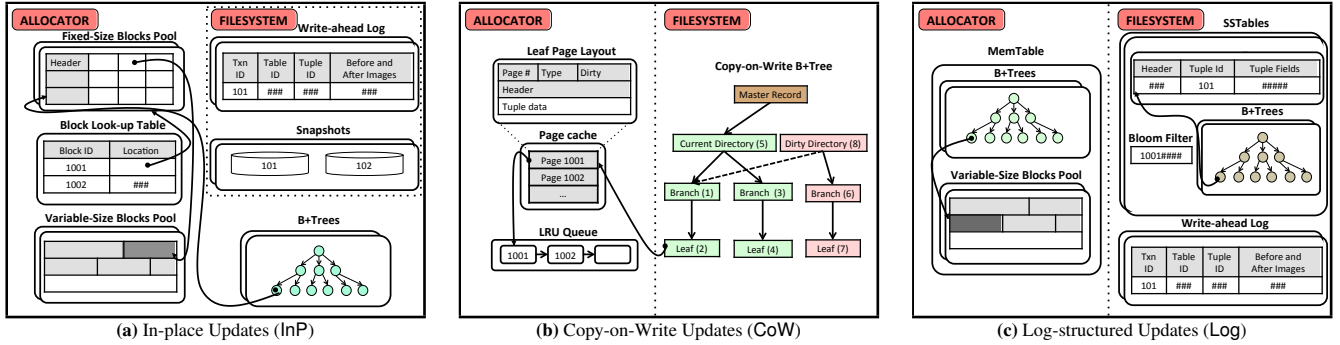 ALLOCATOR
Fixed-Size Blocks Pool
Header
Block Look-up Table
Block ID Location
1001
1002 ###
Variable-Size Blocks Pool
FILESYSTEM
Write-ahead Log
Txn ID Table ID Tuple ID Before and After Images
101 ### ### ###
Snapshots
101 102
B+Trees
(a) In-place Updates (InP)
ALLOCATOR
Leaf Page Layout
Page # Type Dirty
Header
Tuple data
Page cache
Page 1001
Page 1002
...
LRU Queue
1001 1002
FILESYSTEM
Copy-on-Write B+Tree
Master Record
Current Directory (5) Dirty Directory (8)
Branch (1) Branch (3) Branch (6)
Leaf (2) Leaf (4) Leaf (7)
(b) Copy-on-Write Updates (CoW)
ALLOCATOR
MemTable
B+Trees
Variable-Size Blocks Pool
FILESYSTEM
SSTables
Header Tuple Id Tuple Fields
### 101 #####
B+Trees
Bloom Filter
1001####
Write-ahead Log
Txn ID Table ID Tuple ID Before and After Images
101 ### ### ###
(c) Log-structured Updates (Log)